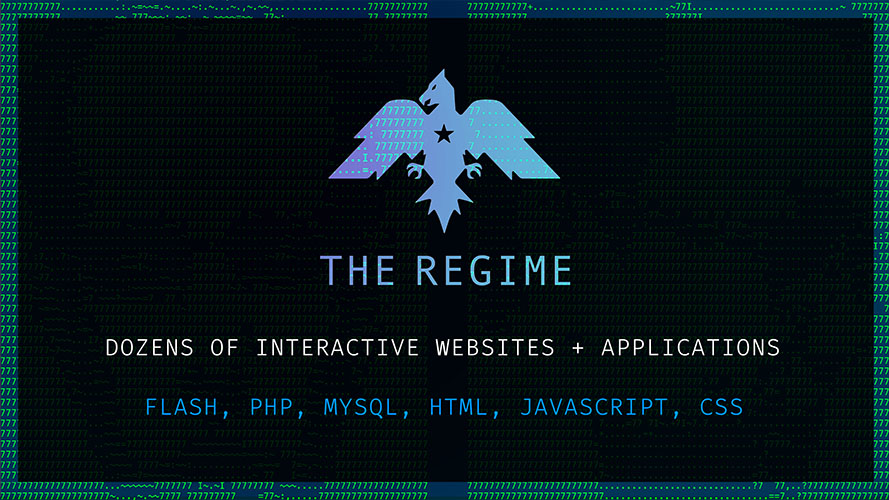 THE REGIME
DOZENS OF INTERACTIVE WEBSITES + APPLICATIONS
FLASH, PHP, MYSQL, HTML, JAVASCRIPT, CSS